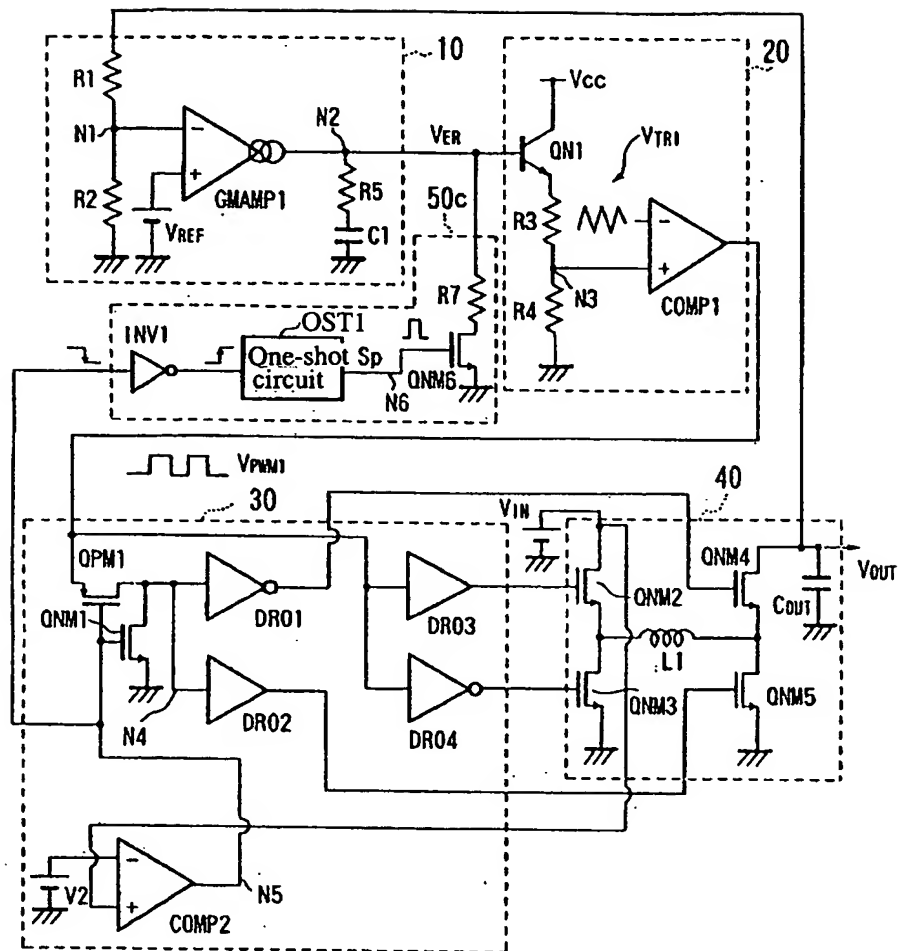 10
20
R1
Vcc
N1
N2
VER
QN1
VTRI
R2
GMAMP1
R5
50c
R3
VREF
C1
R7
N3
R4
COMP1
INV1
OST1
One-shot Sp
circuit
N6
QNM6
VPWM1
30
40
VIN
QPM1
QNM4
VOUT
QNM1
DR01
DR03
QNM2
COUT
L1
N4
DR02
DR04
QNM3
QNM5
V2
COMP2
N5